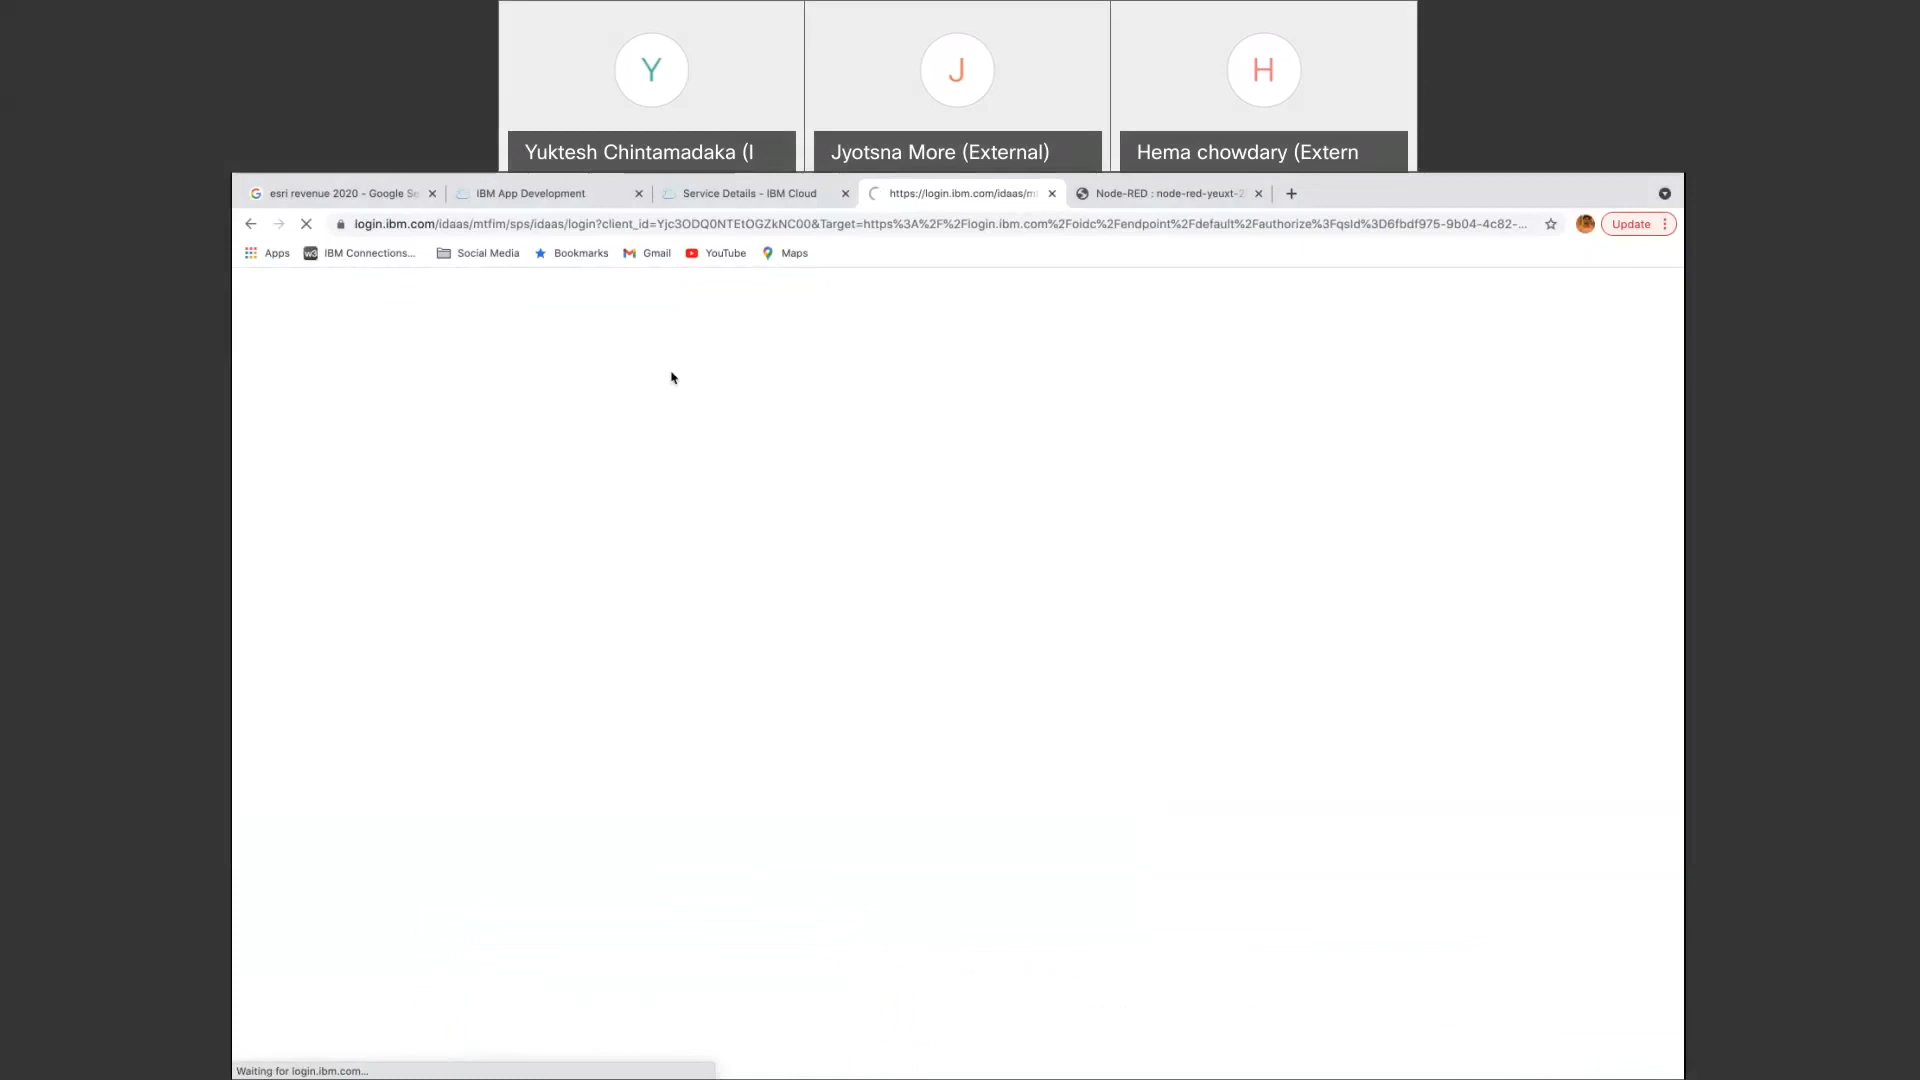 Y
J
H
Yuktesh Chintamadaka (I
Jyotsna More (External)
Hema chowdary (Extern
esri revenue 2020 - Google Se
IBM App Development
Service Details - IBM Cloud
https://login.ibm.com/idaas/m
Node-RED : node-red-yeuxt-2
login.ibm.com/idaas/mtfim/sps/idaas/login?client_id=Yjc3ODQ0NTEtOGZkNC00&Target=https%3A%2F%2Flogin.ibm.com%2Foidc%2Fendpoint%2Fdefault%2Fauthorize%3FqsId%3D6fbdf975-9b04-4c82-...
Update
Apps
w3
IBM Connections...
Social Media
Bookmarks
Gmail
YouTube
Maps
Waiting for login.ibm.com...